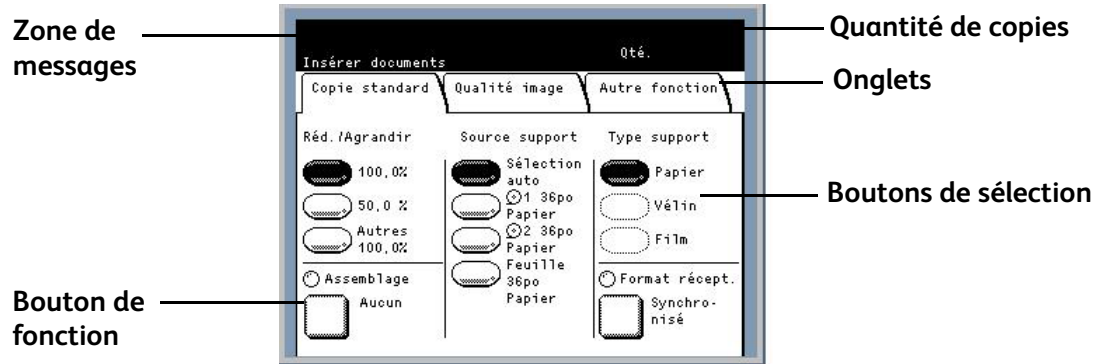 Zone de
messages
Quantité de copies
Onglets
Boutons de sélection
Bouton de
fonction
Insérer documents
Qté.
Copie standard
Qualité image
Autre fonction
Réd./Agrandir
100,0%
50,0 %
Autres
100,0%
Assemblage
Aucun
Source support
Sélection
auto
1 36po
Papier
2 36po
Papier
Feuille
36po
Papier
Type support
Papier
Vélin
Film
Format récept.
Synchro-
nisé